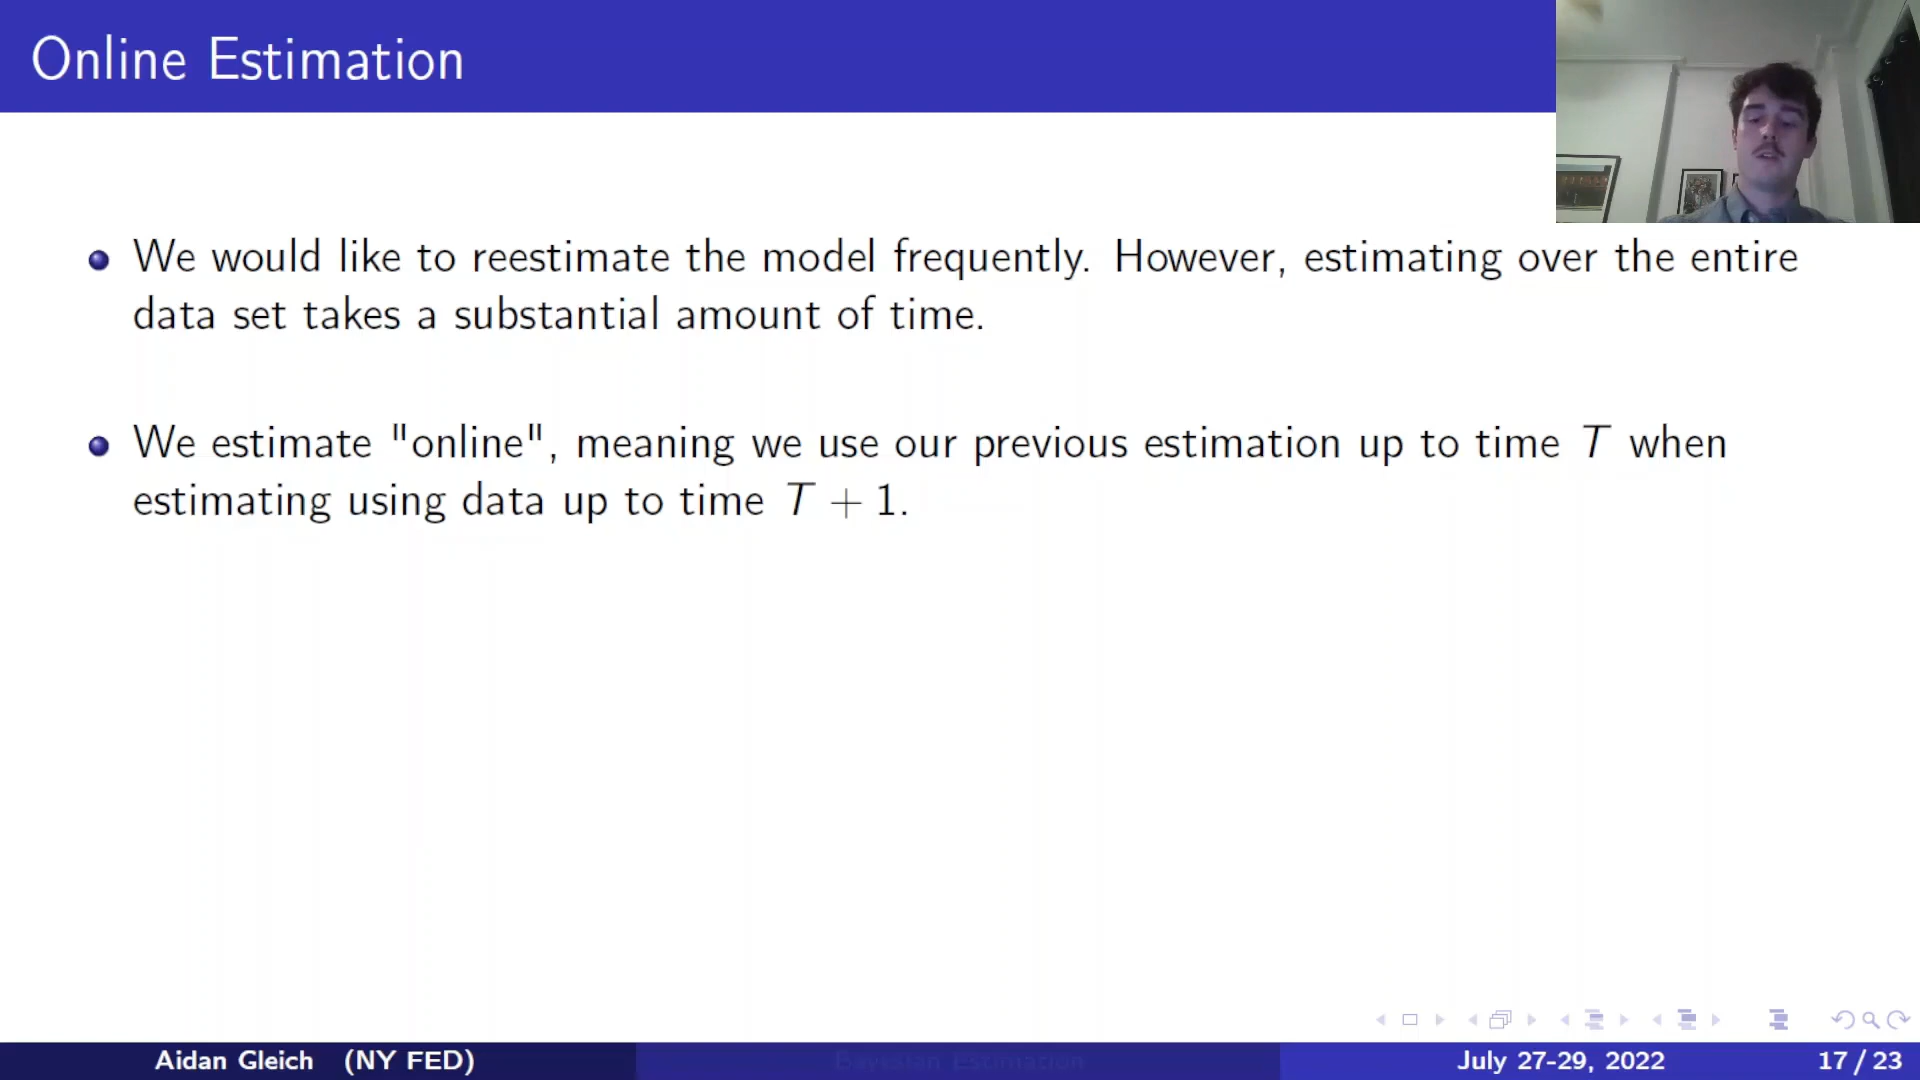 Online Estimation
We would like to reestimate the model frequently. However, estimating over the entire
data set takes a substantial amount of time.
We estimate "online", meaning we use our previous estimation up to time T when
estimating using data up to time T + 1.
Aidan Gleich (NY FED)
Bayesian Estimation
July 27-29, 2022
17 / 23